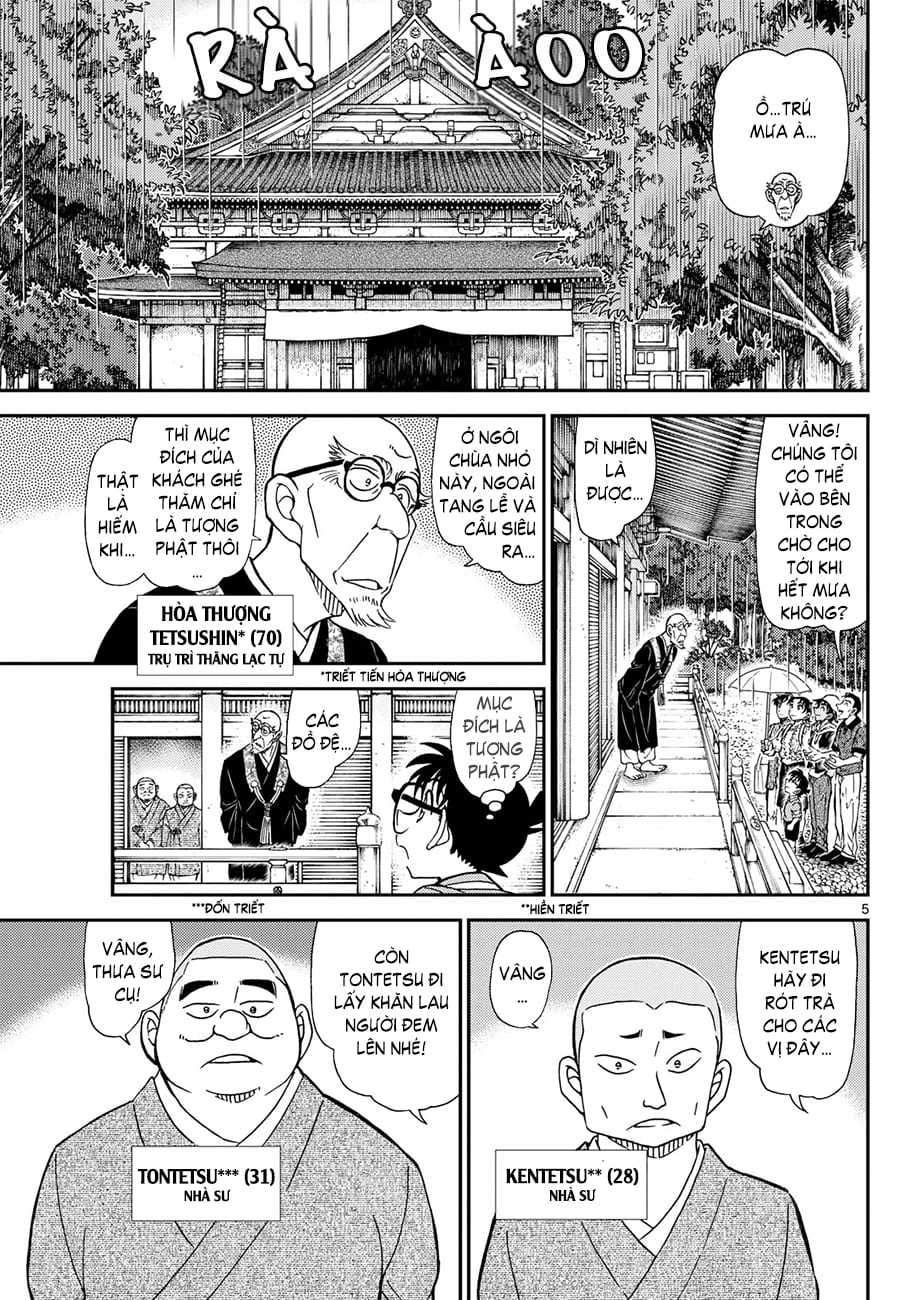 RÀ ÀOO
Ồ...TRÚ
MƯA À...
VÂNG!
CHÚNG TÔI
CÓ THỂ
VÀO BÊN
TRONG
CHỜ CHO
TỚI KHI
HẾT MƯA
KHÔNG?
DĨ NHIÊN
LÀ
ĐƯỢC...
Ở NGÔI
CHÙA NHỎ
NÀY, NGOÀI
TANG LỄ VÀ
CẦU SIÊU
RA...
THÌ MỤC
ĐÍCH CỦA
KHÁCH GHÉ
THĂM CHỈ
LÀ TƯỢNG
PHẬT THÔI
...
THẬT
LÀ
HIẾM
KHI...
HÒA THƯỢNG
TETSUSHIN* (70)
TRỤ TRÌ THĂNG LẠC TỰ
*TRIẾT TIẾN HÒA THƯỢNG
MỤC
ĐÍCH LÀ
TƯỢNG
PHẬT?
CÁC
ĐỒ ĐỆ...
***ĐỐN TRIẾT
**HIỀN TRIẾT
5
KENTETSU
HÃY ĐI
RÓT TRÀ
CHO CÁC
VỊ ĐÂY...
VÂNG
...
KENTETSU** (28)
NHÀ SƯ
CÒN
TONTETSU ĐI
LẤY KHĂN LAU
NGƯỜI ĐEM
LÊN NHÉ!
VÂNG,
THƯA SƯ
CỤ!
TONTETSU*** (31)
NHÀ SƯ